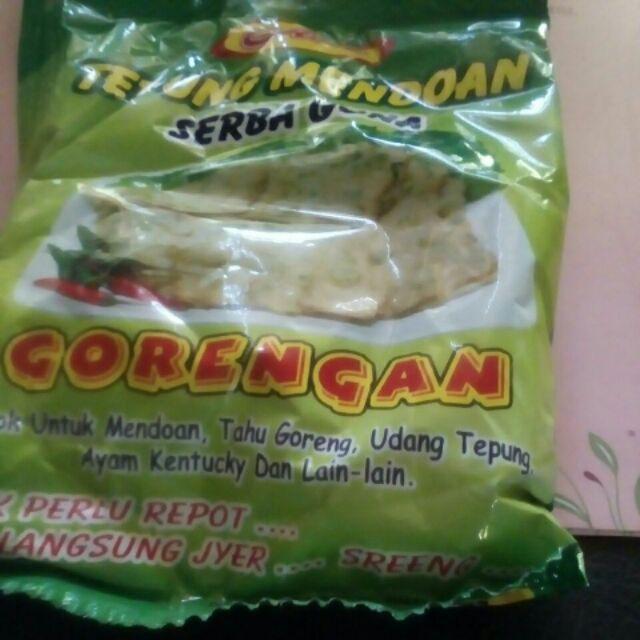 TEPUNG MENDOAN
SERBA GUNA
GORENGAN
Untuk Mendoan, Tahu Goreng, Udang Tepung,
Ayam Kentucky Dan Lain-lain.
PERLU REPOT ....
LANGSUNG JYER .... SREENG